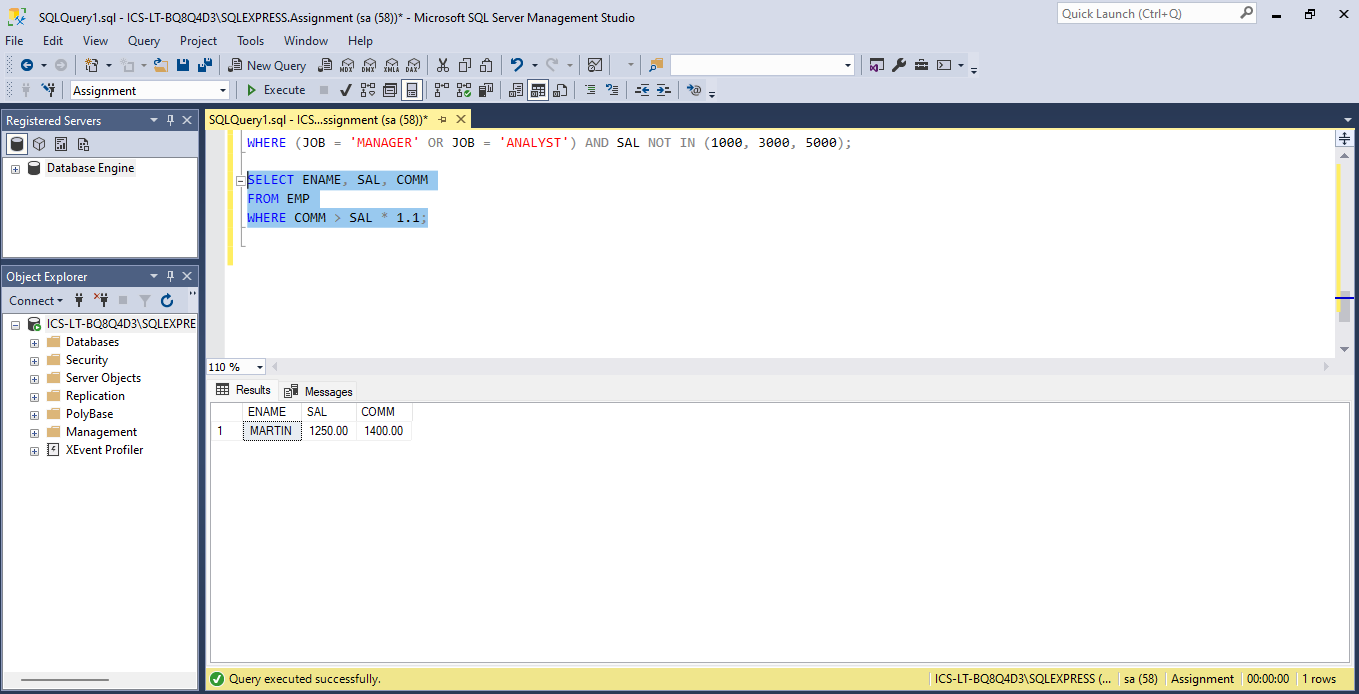 SQLQuery1.sql - ICS-LT-BQ8Q4D3\SQLEXPRESS.Assignment (sa (58))* - Microsoft SQL Server Management Studio
Quick Launch (Ctrl+Q)
File Edit View Query Project Tools Window Help
New Query MDX DMX XMLA DAX
Assignment Execute
Registered Servers
Database Engine
SQLQuery1.sql - ICS...ssignment (sa (58))*
WHERE (JOB = 'MANAGER' OR JOB = 'ANALYST') AND SAL NOT IN (1000, 3000, 5000);
SELECT ENAME, SAL, COMM
FROM EMP
WHERE COMM > SAL * 1.1;
Object Explorer
Connect
ICS-LT-BQ8Q4D3\SQLEXPRE
Databases
Security
Server Objects
Replication
PolyBase
Management
XEvent Profiler
110 %
Results Messages
ENAME SAL COMM
1 MARTIN 1250.00 1400.00
Query executed successfully.
ICS-LT-BQ8Q4D3\SQLEXPRESS (... sa (58) Assignment 00:00:00 1 rows